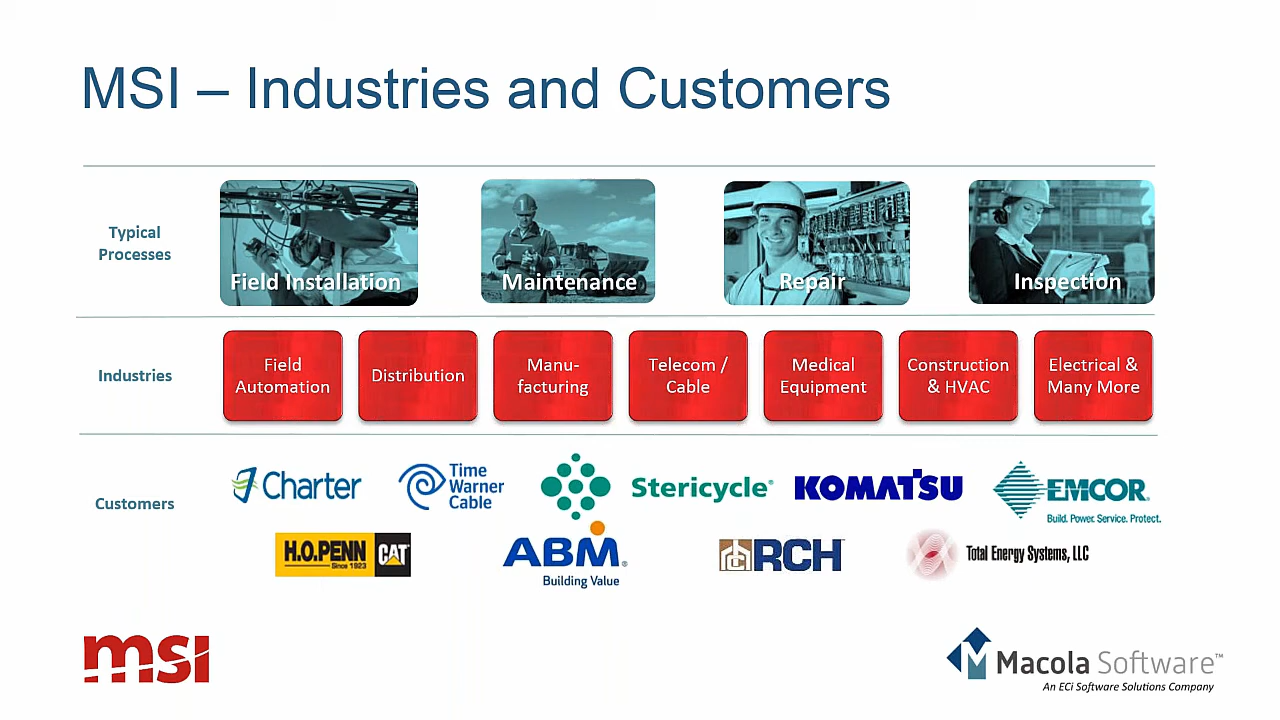 MSI – Industries and Customers
Typical
Processes
Field Installation
Maintenance
Repair
Inspection
Industries
Field
Automation
Distribution
Manu-
facturing
Telecom /
Cable
Medical
Equipment
Construction
& HVAC
Electrical &
Many More
Customers
Charter
Time
Warner
Cable
Stericycle®
KOMATSU
EMCOR®
Build. Power. Service. Protect.
H.O.PENN
Since 1923
CAT
ABM®
Building Value
RCH
Total Energy Systems, LLC
msi
M Macola Software™
An ECi Software Solutions Company